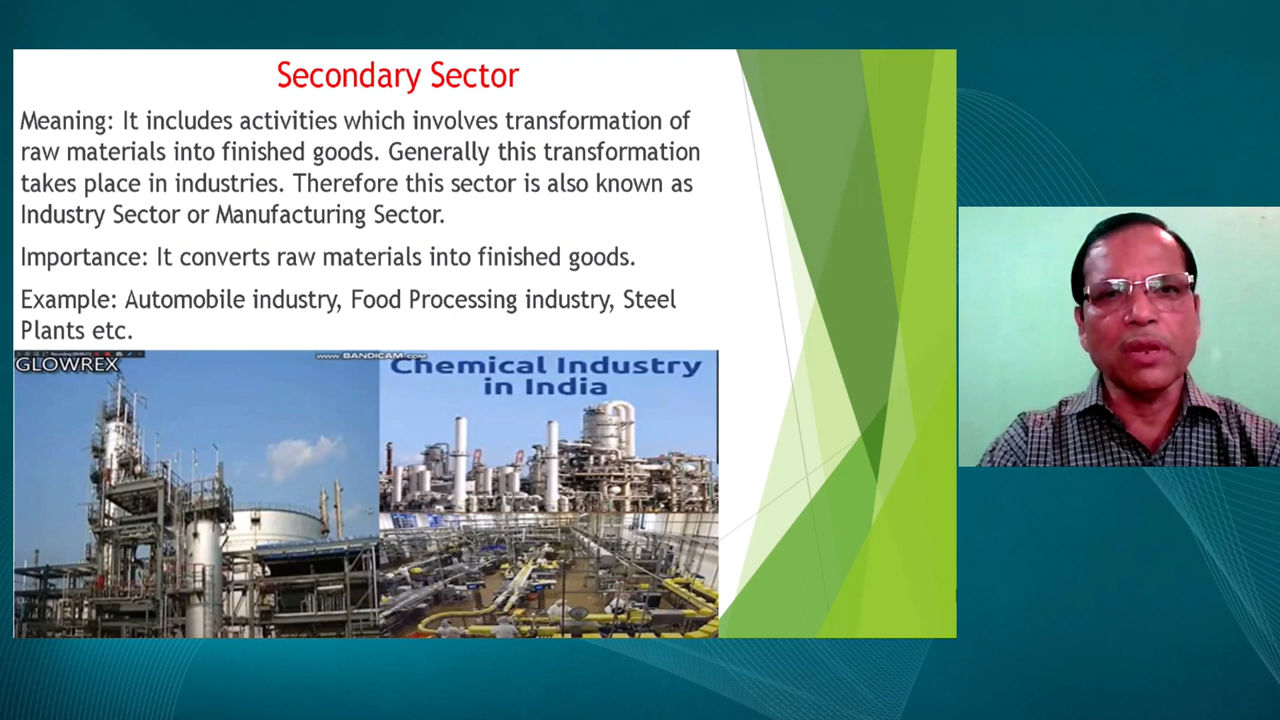 Secondary Sector
Meaning: It includes activities which involves transformation of
raw materials into finished goods. Generally this transformation
takes place in industries. Therefore this sector is also known as
Industry Sector or Manufacturing Sector.
Importance: It converts raw materials into finished goods.
Example: Automobile industry, Food Processing industry, Steel
Plants etc.
GLOWREX
www.BANDICAM.com
Chemical Industry
in India